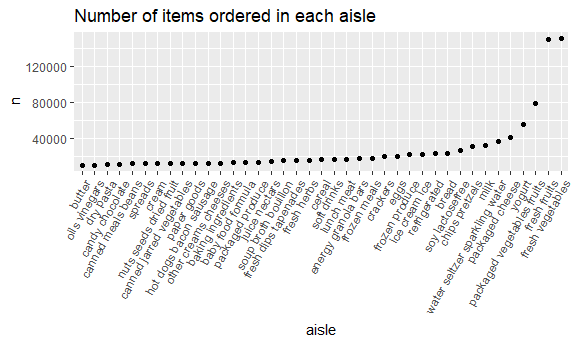 Number of items ordered in each aisle
n
120000
80000
40000
butter
oils vinegars
dry pasta
candy chocolate
canned meals beans
spreads
cream
nuts seeds dried fruit
canned jarred vegetables
paper goods
hot dogs bacon sausage
other creams cheeses
baking ingredients
baby food formula
packaged produce
juice nectars
soup broth bouillon
fresh dips tapenades
fresh herbs
cereal
soft drinks
lunch meat
energy granola bars
frozen meals
crackers
eggs
frozen produce
ice cream ice
refrigerated
bread
soy lactosefree
chips pretzels
milk
water seltzer sparkling water
packaged cheese
yogurt
packaged vegetables fruits
fresh fruits
fresh vegetables
aisle